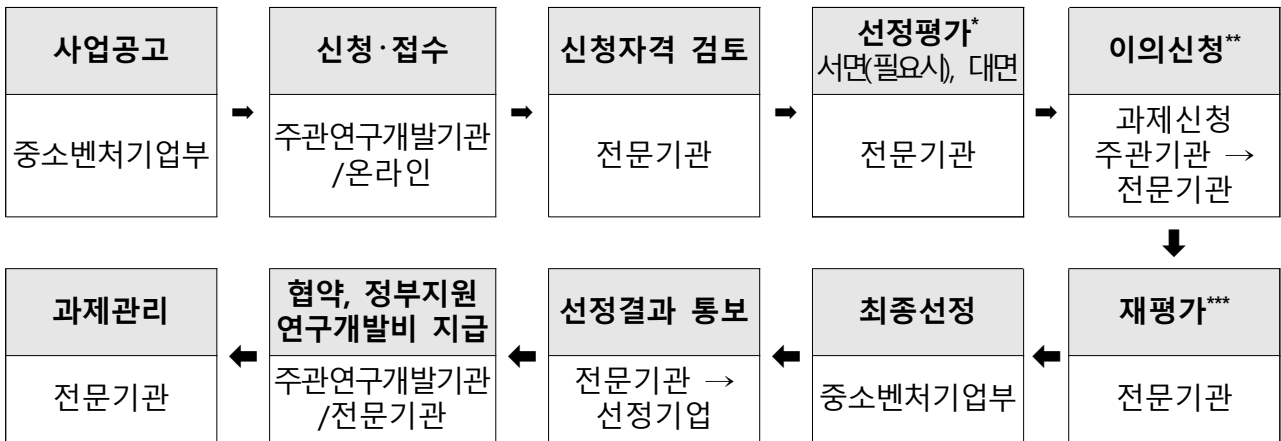 사업공고
중소벤처기업부
➡
신청·접수
주관연구개발기관
/온라인
➡
신청자격 검토
전문기관
➡
선정평가*
서면(필요시), 대면
전문기관
➡
이의신청**
과제신청
주관기관 →
전문기관
⬇
재평가***
전문기관
⬅
최종선정
중소벤처기업부
⬅
선정결과 통보
전문기관 →
선정기업
⬅
협약, 정부지원
연구개발비 지급
주관연구개발기관
/전문기관
⬅
과제관리
전문기관